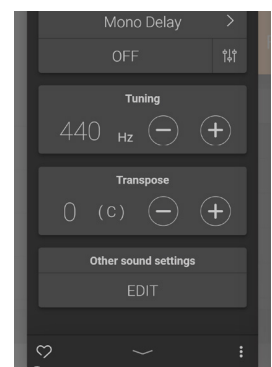 Mono Delay
OFF
Tuning
440 Hz
Transpose
0 (C)
Other sound settings
EDIT